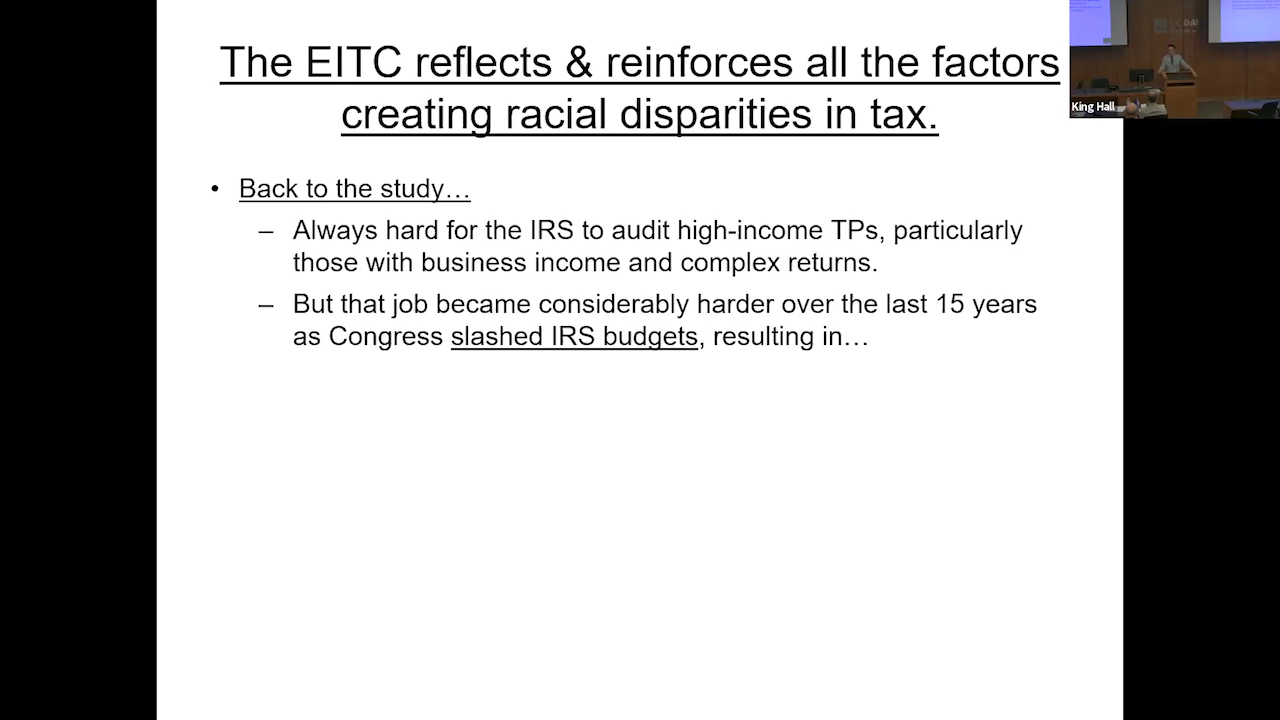 The EITC reflects & reinforces all the factors
creating racial disparities in tax.
• Back to the study…
– Always hard for the IRS to audit high-income TPs, particularly
those with business income and complex returns.
– But that job became considerably harder over the last 15 years
as Congress slashed IRS budgets, resulting in…
King Hall